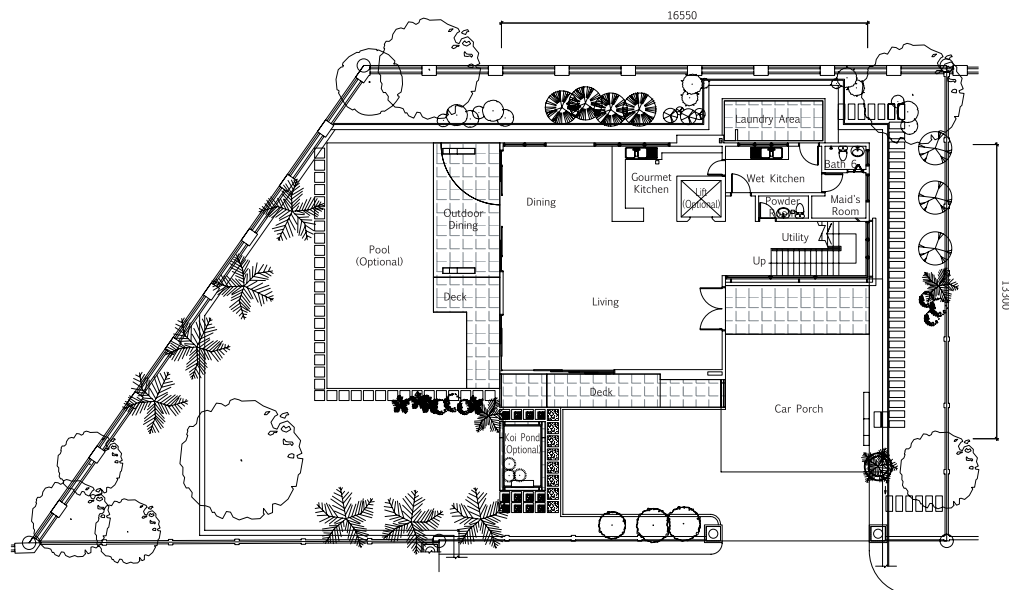 16550
Laundry Area
Bath 6
Wet Kitchen
Gourmet
Kitchen
Lift
(Optional)
Powder
Maid's
Room
Dining
Outdoor
Dining
Utility
Pool
(Optional)
Up
Deck
Living
13300
Deck
Car Porch
Koi Pond
(Optional)